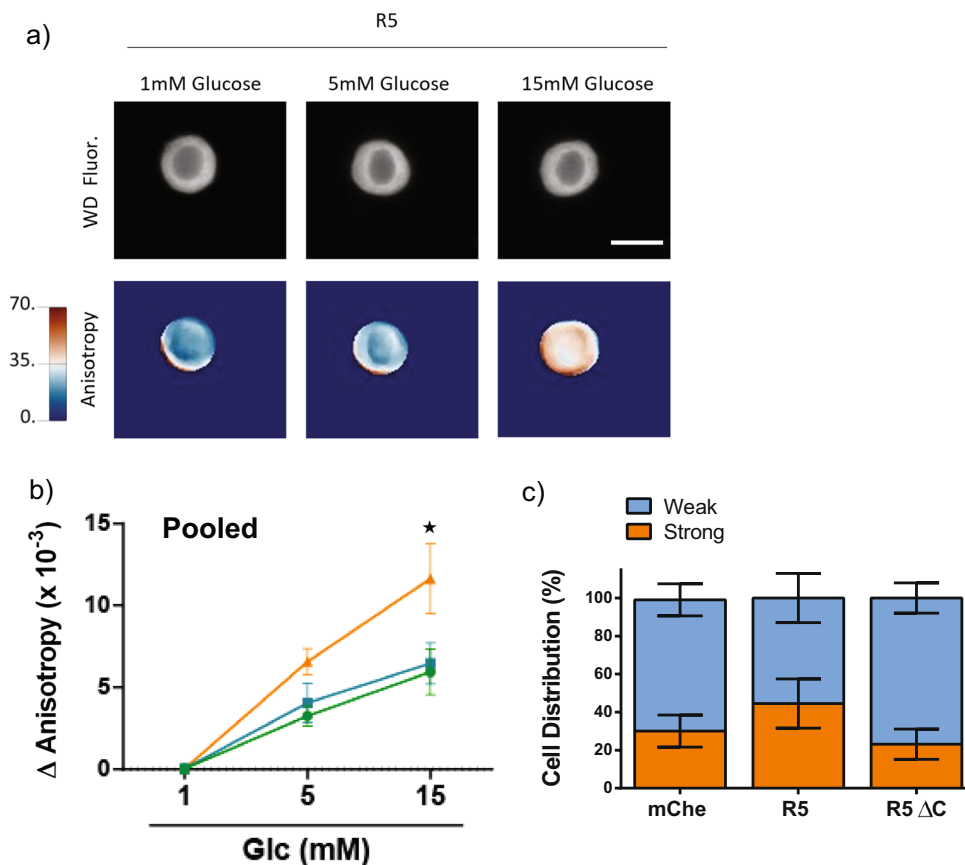 a)
R5
1mM Glucose 5mM Glucose 15mM Glucose
WD Fluor.
70.
35.
0.
Anisotropy
b)
Pooled
Δ Anisotropy (x 10⁻³)
15
10
5
0
1 5 15
Glc (mM)
c)
Weak
Strong
Cell Distribution (%)
100
80
60
40
20
0
mChe R5 R5 ΔC